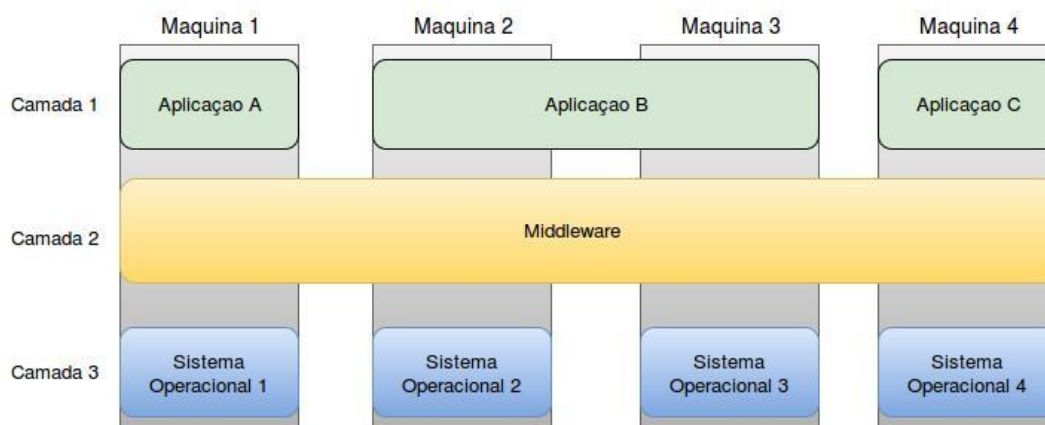 Maquina 1
Maquina 2
Maquina 3
Maquina 4
Camada 1
Aplicaçao A
Aplicaçao B
Aplicaçao C
Camada 2
Middleware
Camada 3
Sistema
Operacional 1
Sistema
Operacional 2
Sistema
Operacional 3
Sistema
Operacional 4